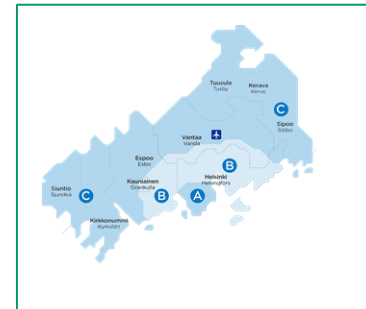 Tuusula
Tusby
Kerava
Kervo
C
Sipoo
Sibbo
Vantaa
Vanda
Espoo
Esbo
B
Helsinki
Helsingfors
Kauniainen
Grankulla
B
A
Siuntio
Sjundeå
C
Kirkkonummi
Kyrkslätt